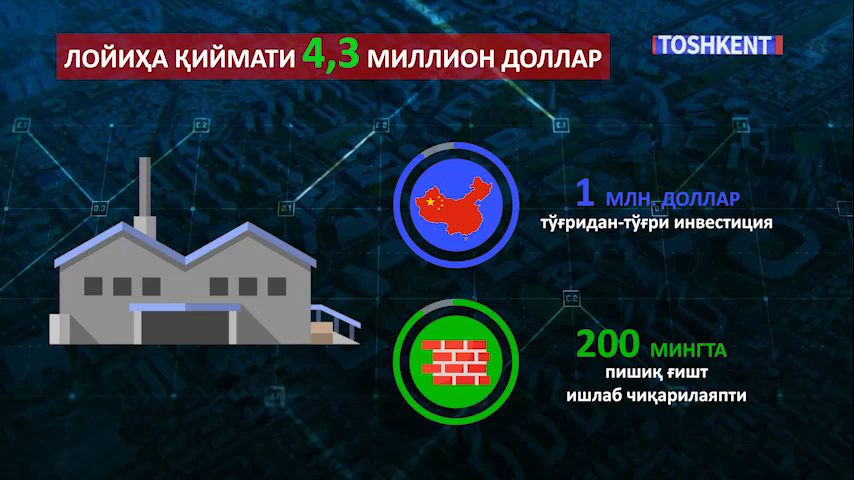 ЛОЙИҲА ҚИЙМАТИ 4,3 МИЛЛИОН ДОЛЛАР
TOSHKENT
1 МЛН. ДОЛЛАР
тўғридан-тўғри инвестиция
200 МИНГТА
пишиқ ғишт
ишлаб чиқарилаяпти